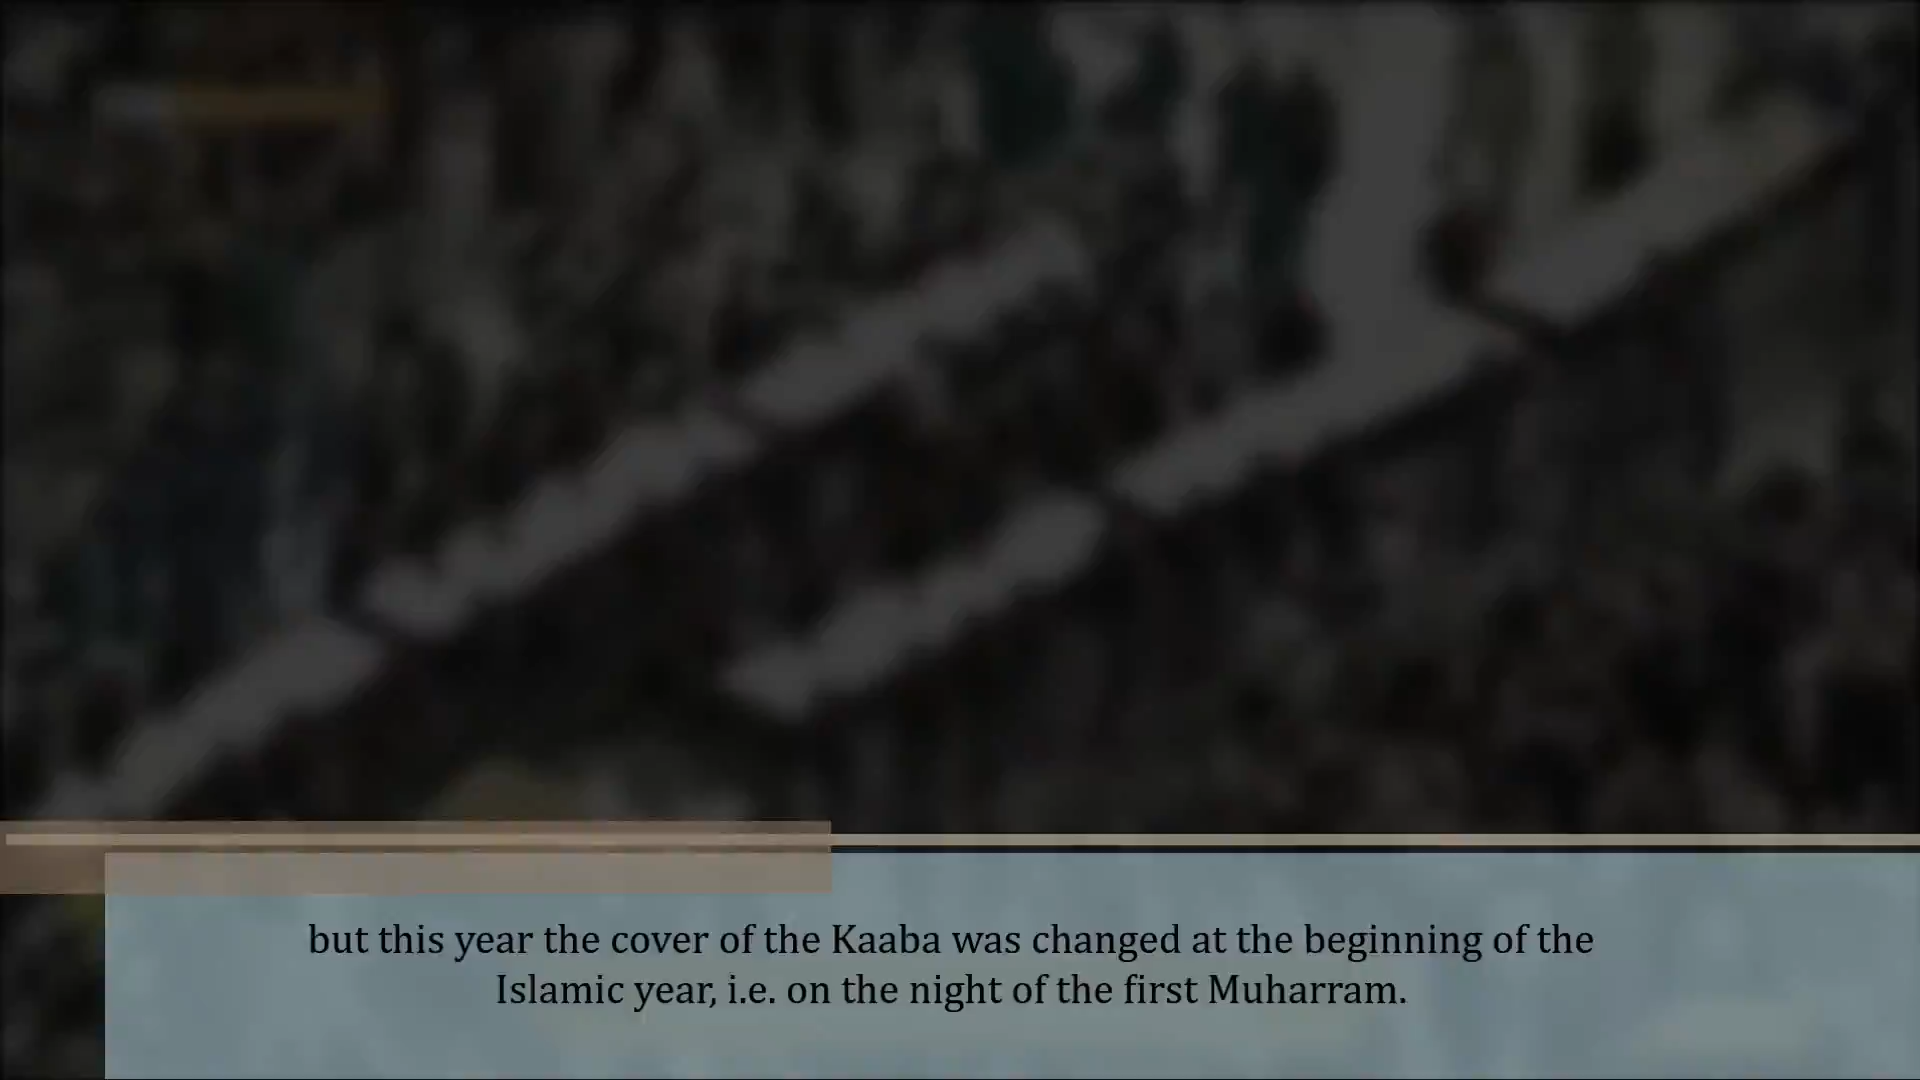 but this year the cover of the Kaaba was changed at the beginning of the
Islamic year, i.e. on the night of the first Muharram.